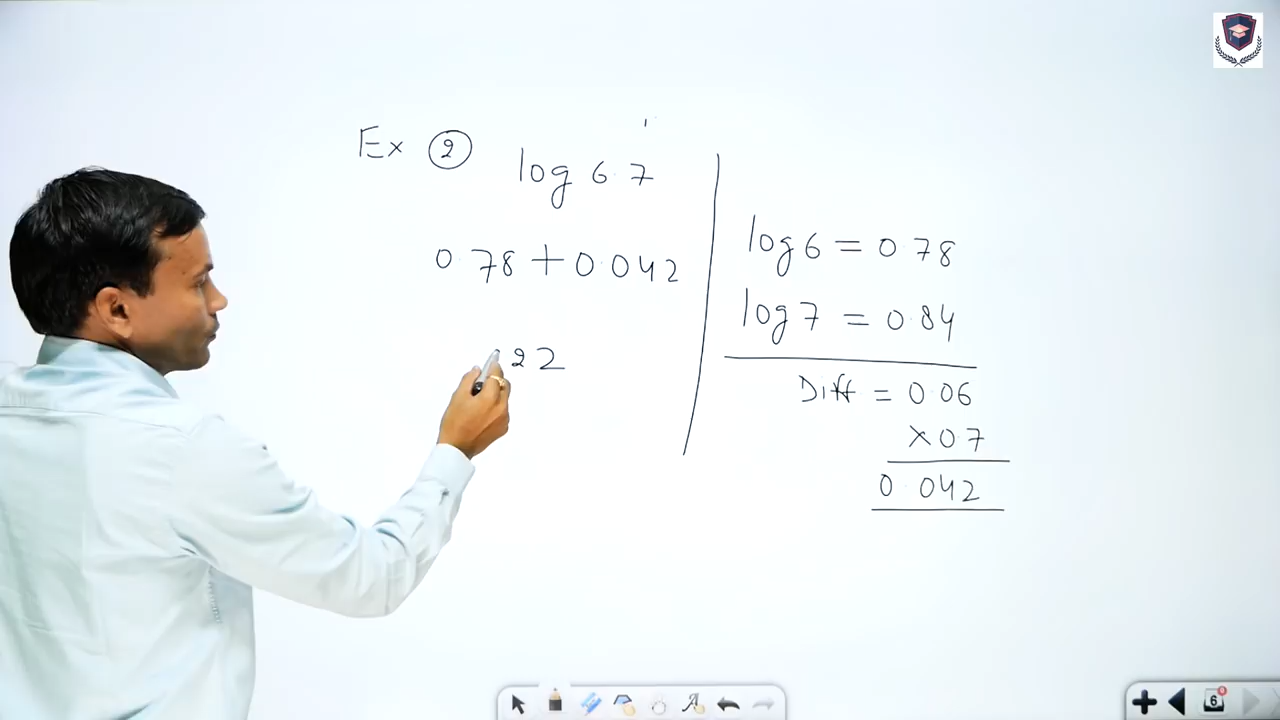 Ex ②
log 6.7
0.78 + 0.042
22
log 6 = 0.78
log 7 = 0.84
Diff = 0.06
×0 7
0.042
6